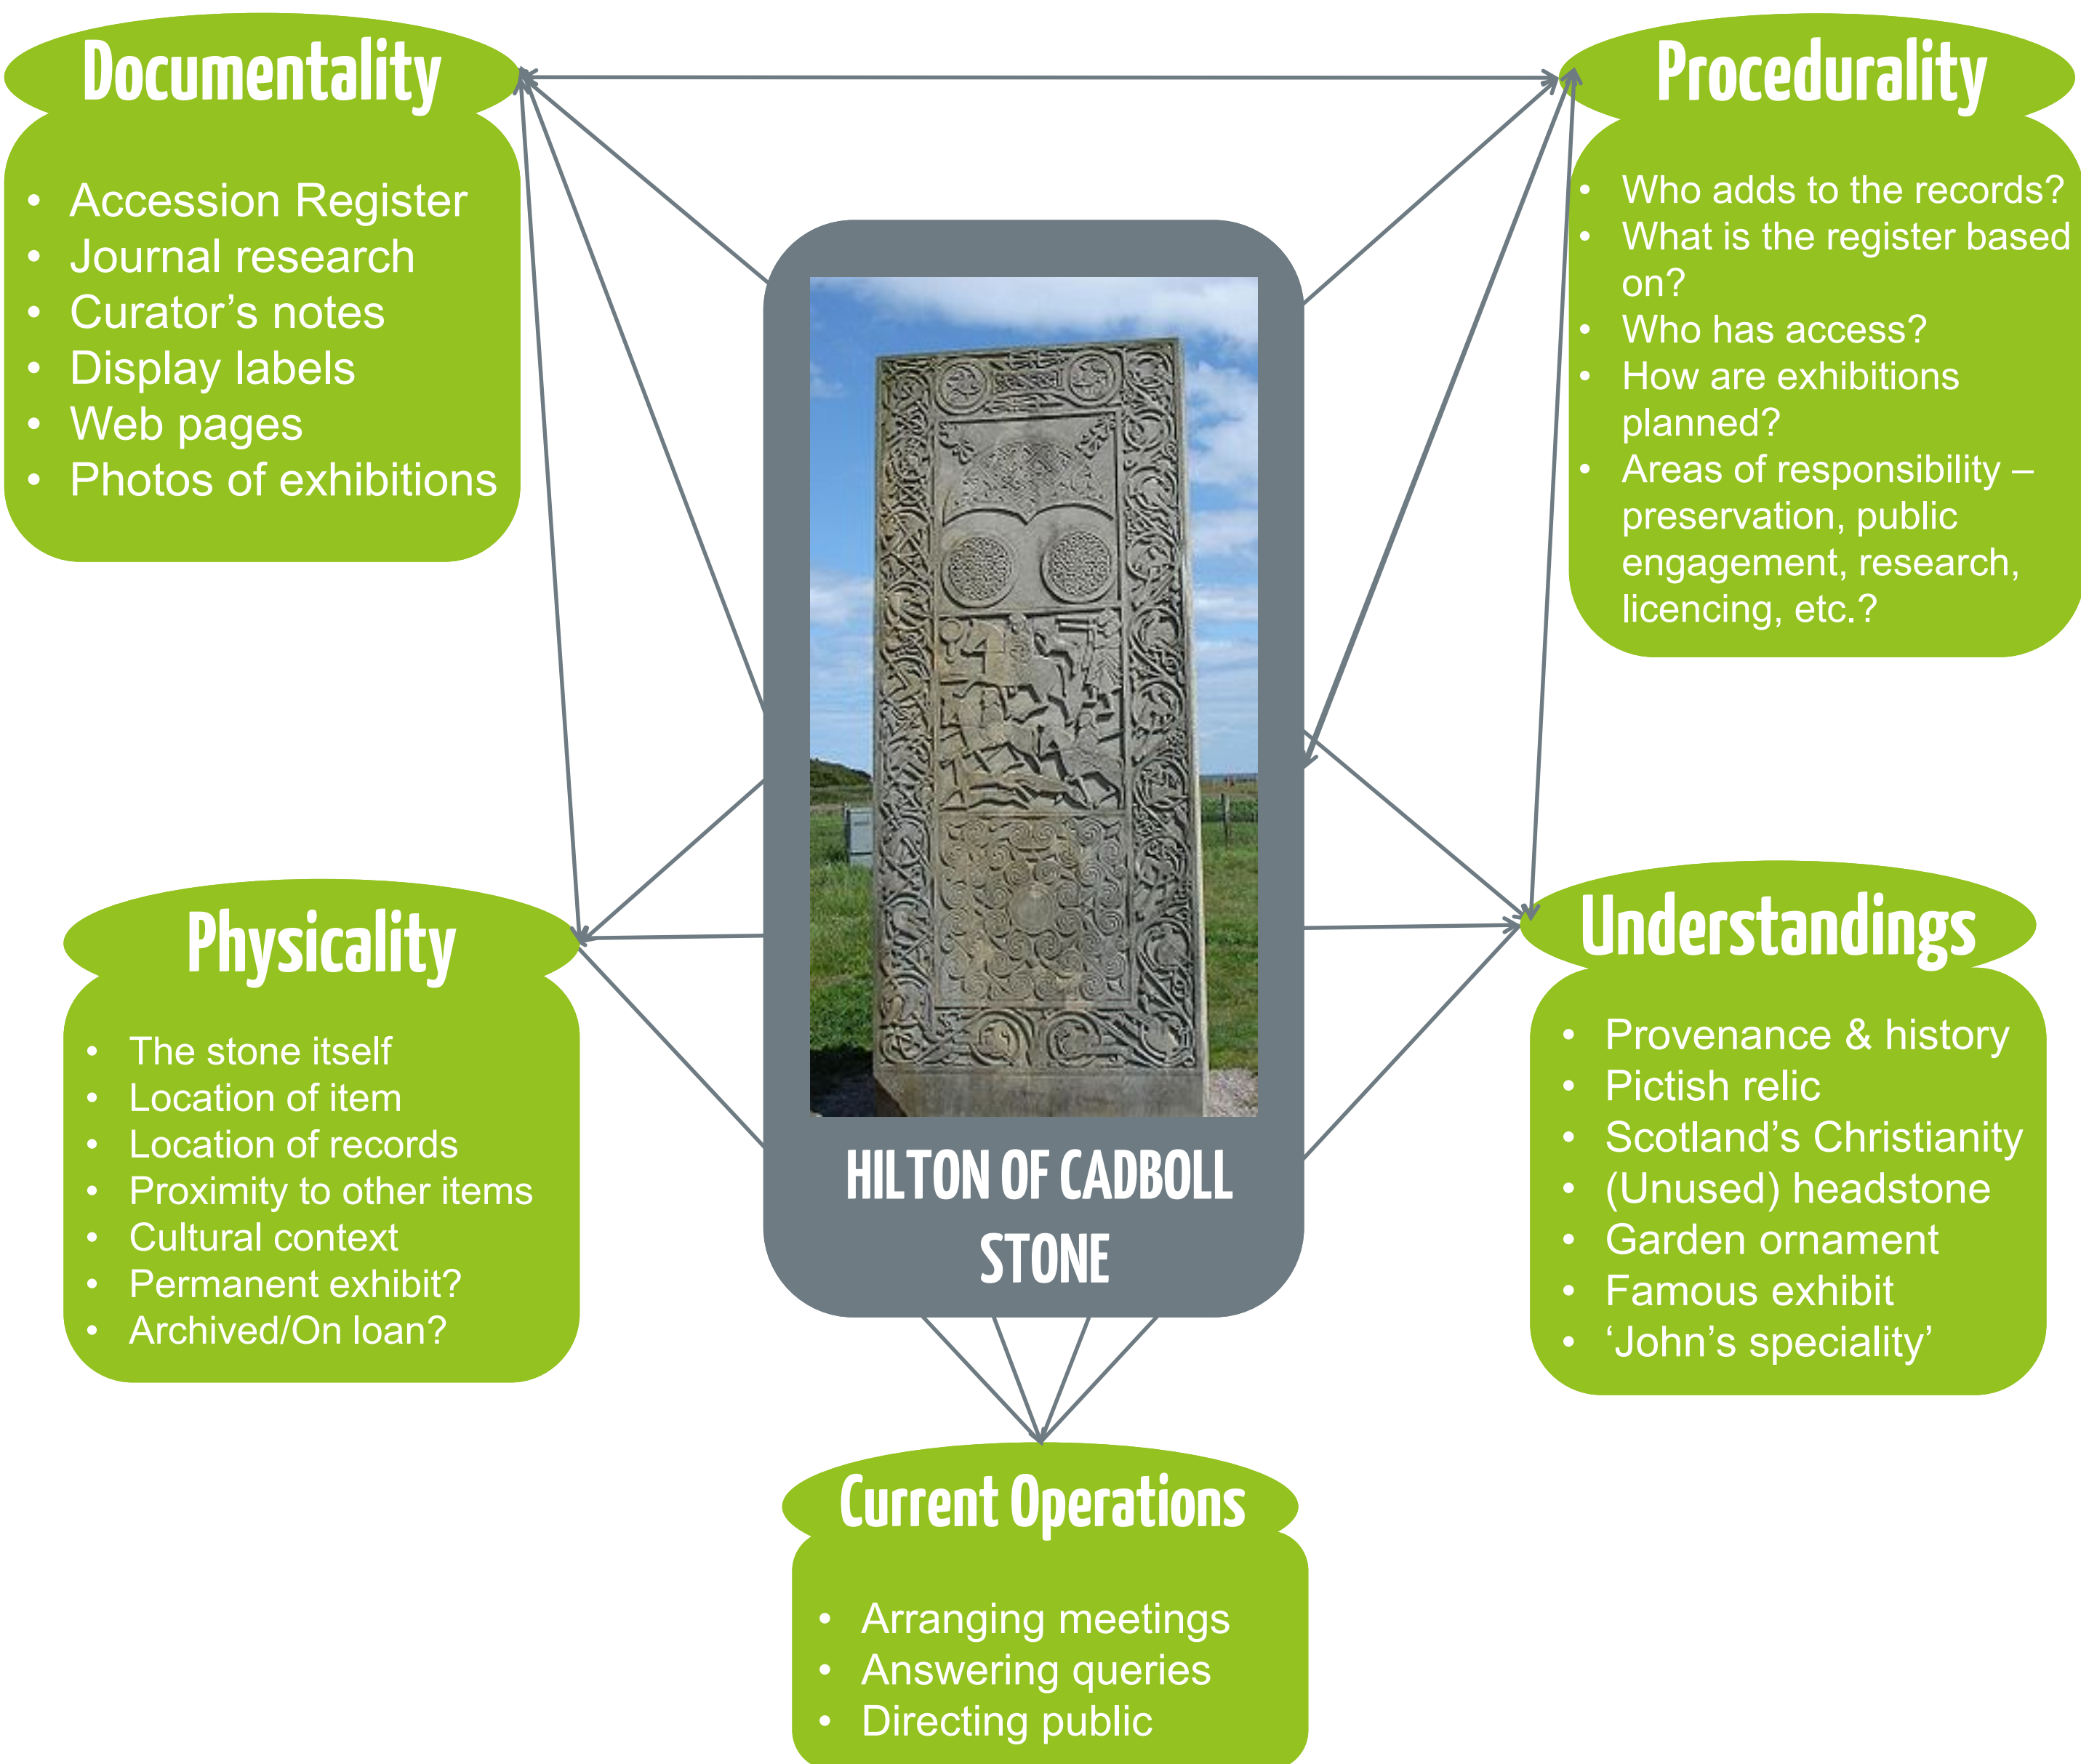 Documentality
• Accession Register
• Journal research
• Curator’s notes
• Display labels
• Web pages
• Photos of exhibitions
Procedurality
• Who adds to the records?
• What is the register based
on?
• Who has access?
• How are exhibitions
planned?
• Areas of responsibility –
preservation, public
engagement, research,
licencing, etc.?
HILTON OF CADBOLL
STONE
Physicality
• The stone itself
• Location of item
• Location of records
• Proximity to other items
• Cultural context
• Permanent exhibit?
• Archived/On loan?
Understandings
• Provenance & history
• Pictish relic
• Scotland’s Christianity
• (Unused) headstone
• Garden ornament
• Famous exhibit
• ‘John’s speciality’
Current Operations
• Arranging meetings
• Answering queries
• Directing public